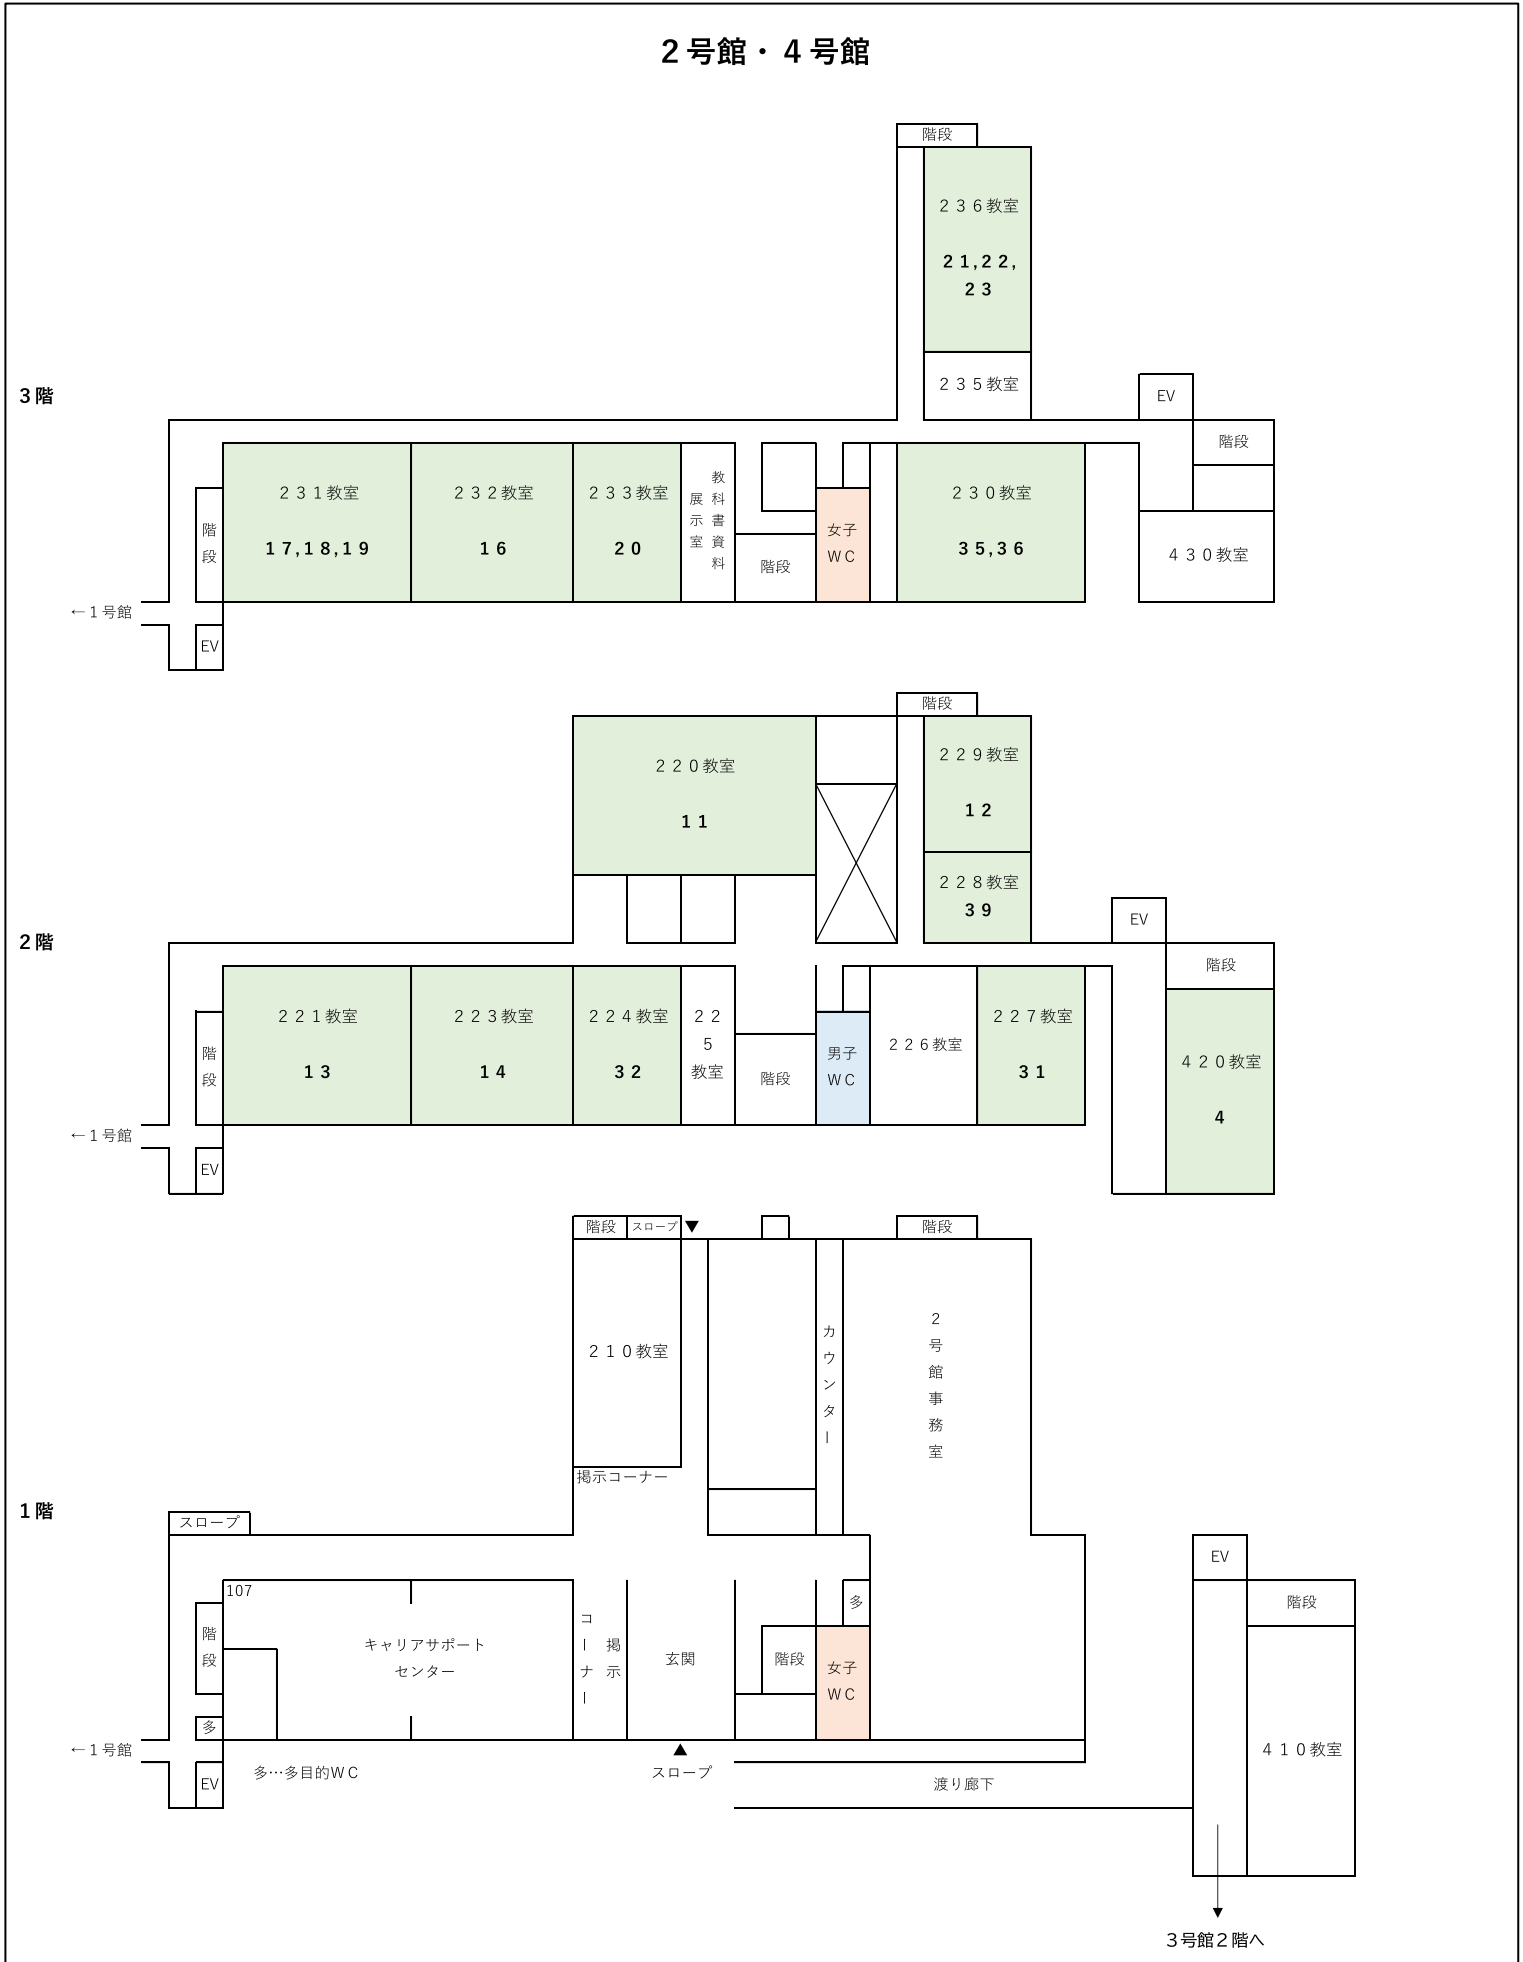 ２号館・４号館
階段
２３６教室
２１,２２,
２３
３階
２３５教室
EV
階段
２３１教室
１７,１８,１９
２３２教室
１６
２３３教室
２０
教科書資料
展示室
階段
女子
ＷＣ
２３０教室
３５,３６
４３０教室
階段
←１号館
EV
階段
２２０教室
１１
２２９教室
１２
２２８教室
３９
２階
EV
階段
２２１教室
１３
２２３教室
１４
２２４教室
３２
２２
５
教室
階段
男子
ＷＣ
２２６教室
２２７教室
３１
４２０教室
４
階段
←１号館
EV
階段
スロープ
▼
階段
２１０教室
カウンター
２号館事務室
掲示コーナー
１階
スロープ
EV
107
階段
キャリアサポート
センター
掲示
コーナー
玄関
階段
多
女子
ＷＣ
階段
多
←１号館
EV
多…多目的ＷＣ
▲
スロープ
渡り廊下
４１０教室
３号館２階へ